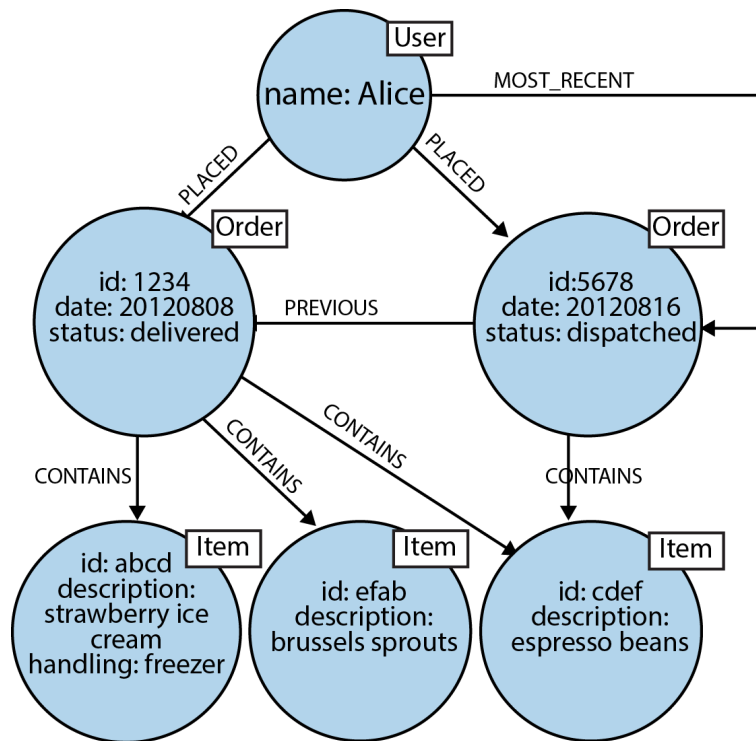 User
name: Alice
MOST_RECENT
PLACED
PLACED
Order
id: 1234
date: 20120808
status: delivered
PREVIOUS
Order
id:5678
date: 20120816
status: dispatched
CONTAINS
CONTAINS
CONTAINS
CONTAINS
Item
id: abcd
description:
strawberry ice
cream
handling: freezer
Item
id: efab
description:
brussels sprouts
Item
id: cdef
description:
espresso beans